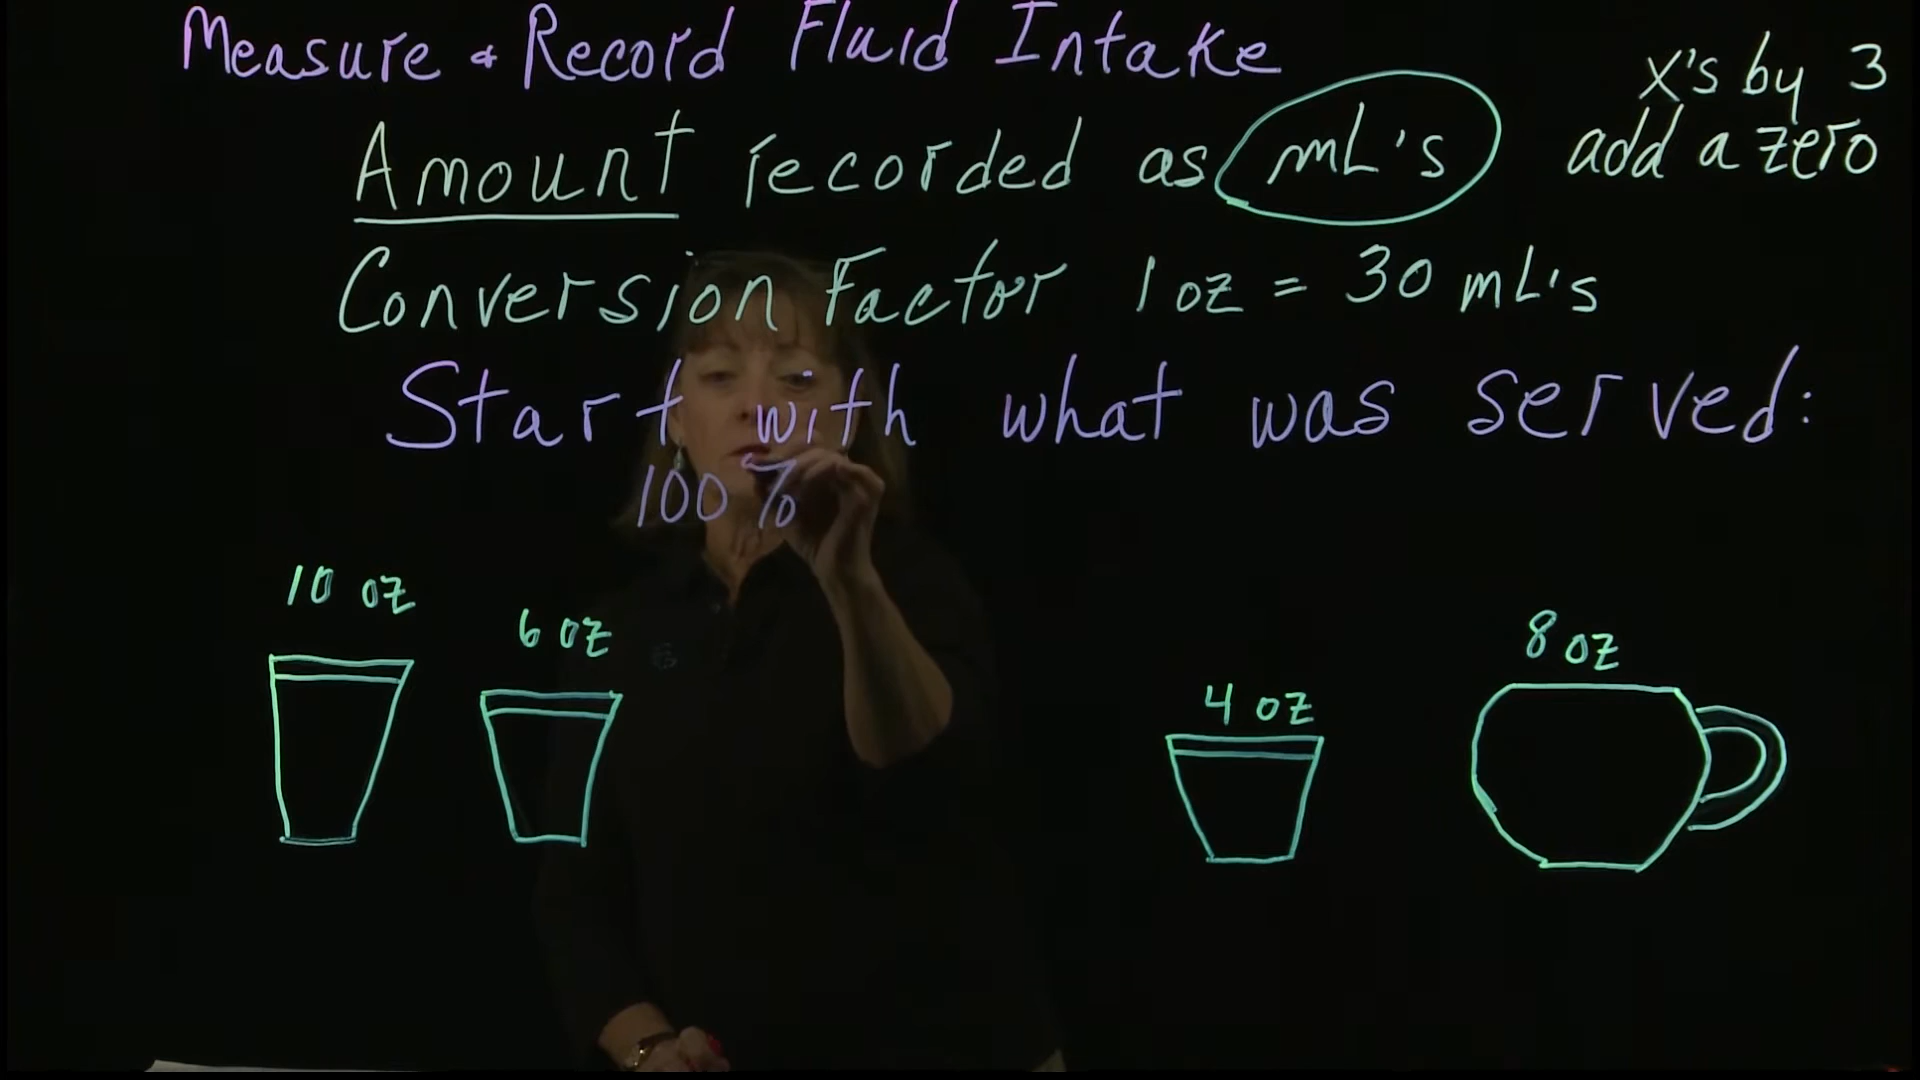 Measure & Record Fluid Intake
x's by 3
add a zero
Amount recorded as mL's
Conversion Factor 1 oz = 30 mL's
Start with what was served:
100%
10 oz
6 oz
4 oz
8 oz